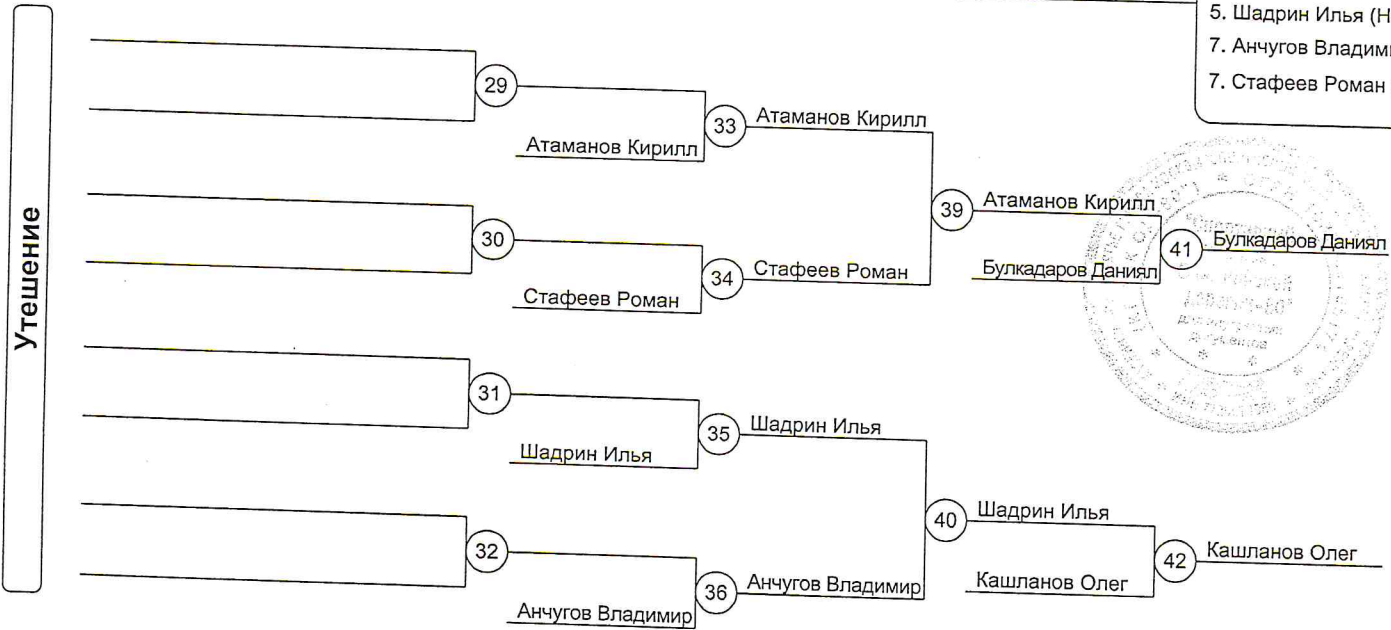 5. Шадрин Илья (Н
7. Анчугов Владими
7. Стафеев Роман
Утешение
29
33
Атаманов Кирилл
Атаманов Кирилл
39
Атаманов Кирилл
30
34
Стафеев Роман
Стафеев Роман
Булкадаров Даниял
41
Булкадаров Даниял
31
35
Шадрин Илья
Шадрин Илья
40
Шадрин Илья
32
36
Анчугов Владимир
Анчугов Владимир
Кашланов Олег
42
Кашланов Олег